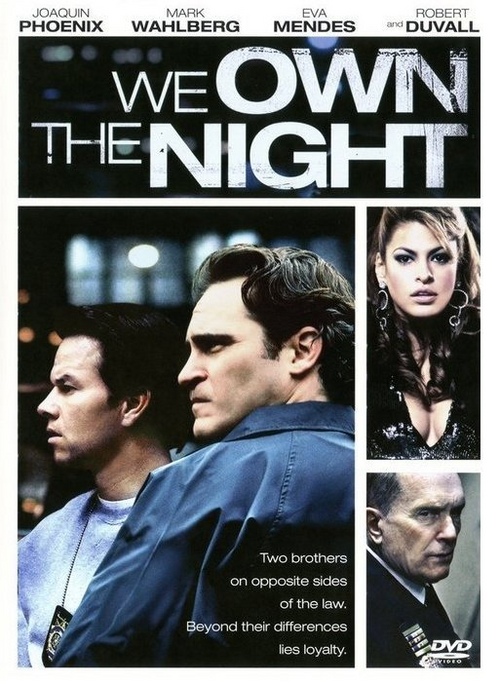 JOAQUIN PHOENIX
MARK WAHLBERG
EVA MENDES
and ROBERT DUVALL
WE OWN
THE NIGHT
Two brothers
on opposite sides
of the law.
Beyond their differences
lies loyalty.
DVD
VIDEO